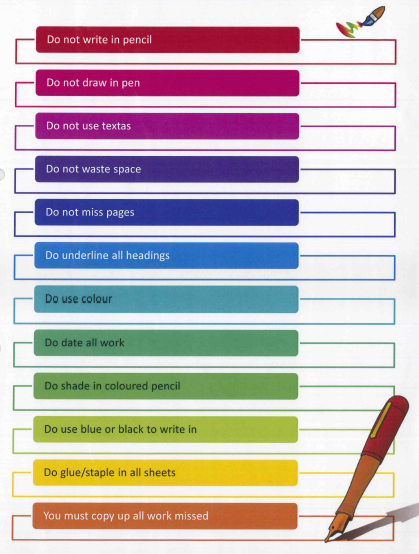 Do not write in pencil
Do not draw in pen
Do not use textas
Do not waste space
Do not miss pages
Do underline all headings
Do use colour
Do date all work
Do shade in coloured pencil
Do use blue or black to write in
Do glue/staple in all sheets
You must copy up all work missed